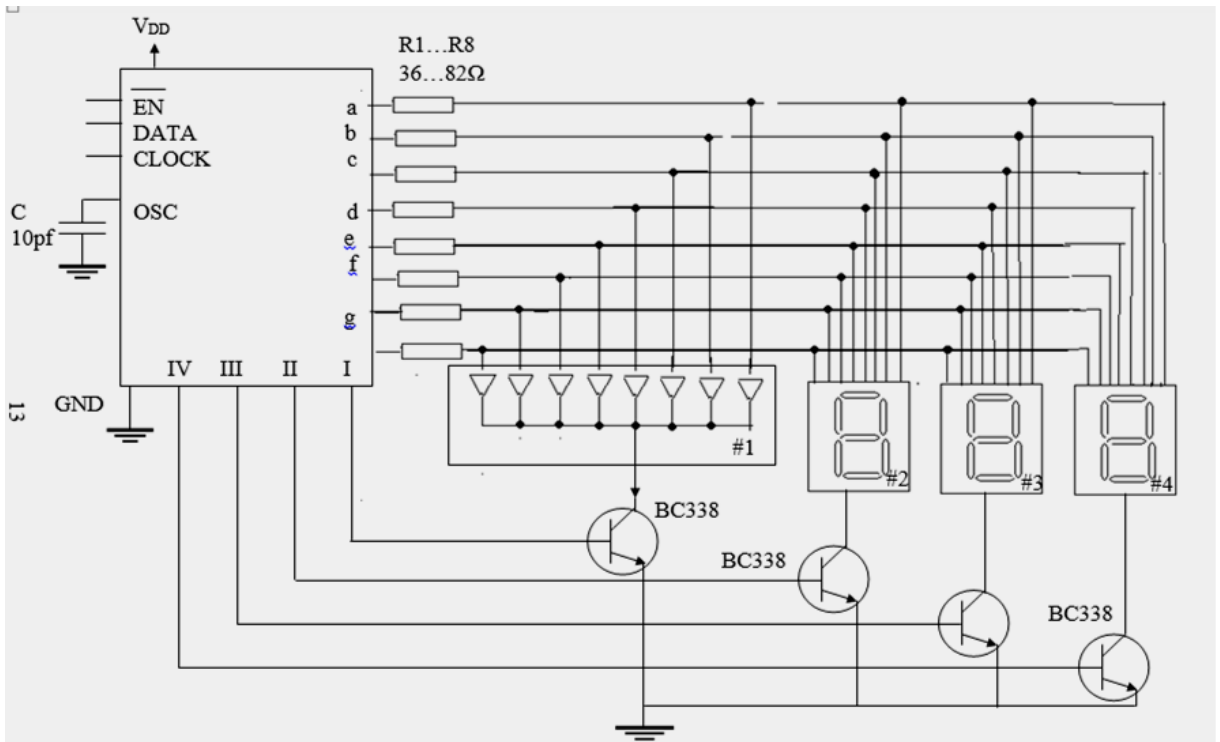 VDD
R1…R8
36…82Ω
EN
DATA
CLOCK
OSC
C
10pf
a
b
c
d
e
f
g
IV III II I
GND
13
#1
#2
#3
#4
BC338
BC338
BC338